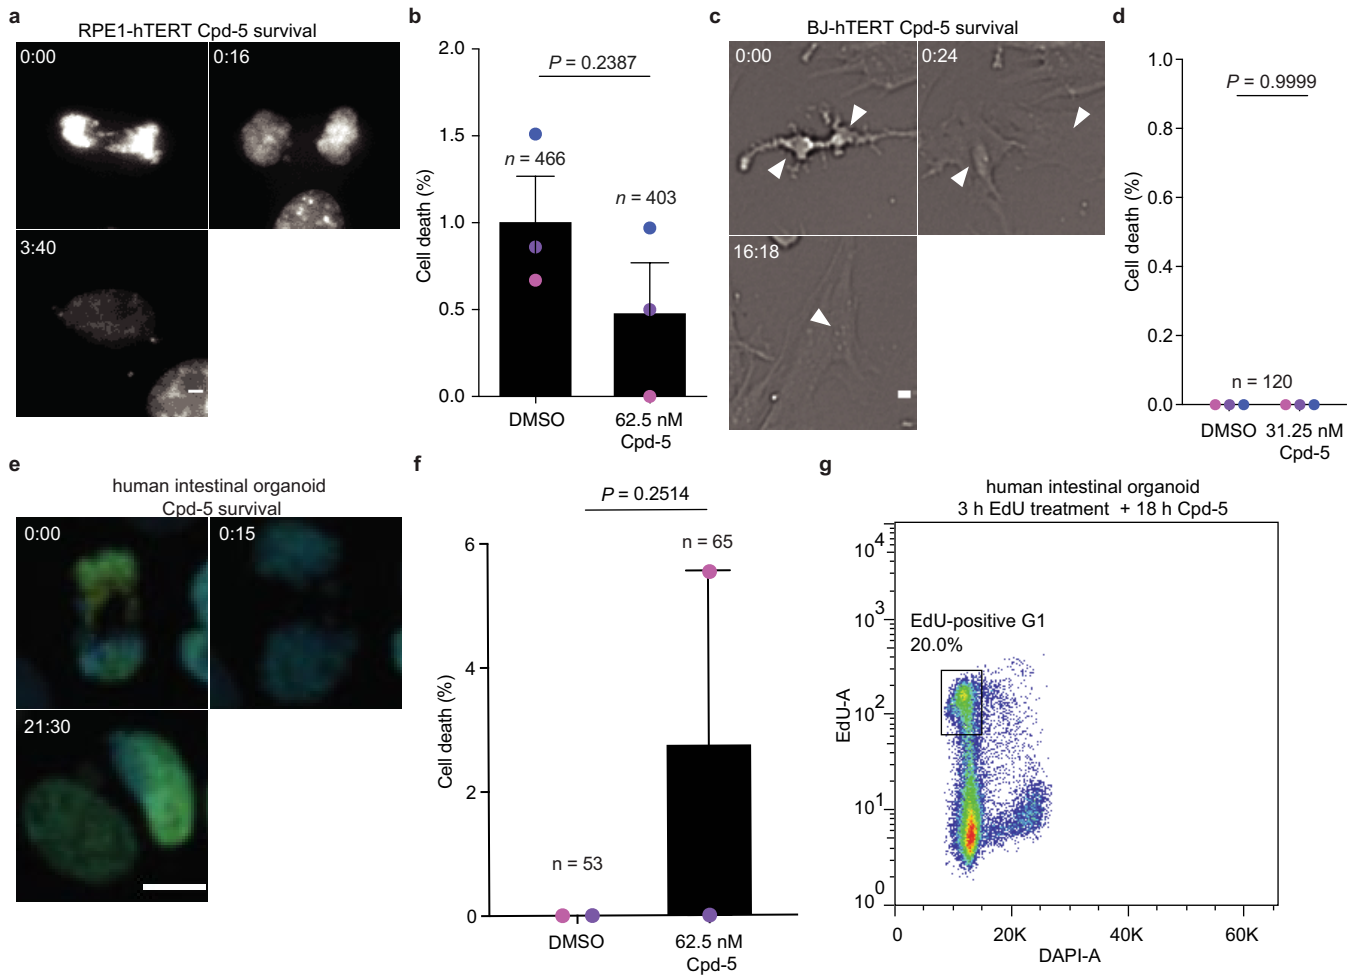 a
RPE1-hTERT Cpd-5 survival
0:00
0:16
3:40
b
2.0
1.5
1.0
0.5
0.0
Cell death (%)
P = 0.2387
n = 466
n = 403
DMSO
62.5 nM
Cpd-5
c
BJ-hTERT Cpd-5 survival
0:00
0:24
16:18
d
1.0
0.8
0.6
0.4
0.2
0.0
Cell death (%)
P = 0.9999
n = 120
DMSO
31.25 nM
Cpd-5
e
human intestinal organoid
Cpd-5 survival
0:00
0:15
21:30
f
P = 0.2514
6
4
2
0
Cell death (%)
n = 65
n = 53
DMSO
62.5 nM
Cpd-5
g
human intestinal organoid
3 h EdU treatment + 18 h Cpd-5
10^4
10^3
10^2
10^1
10^0
EdU-A
EdU-positive G1
20.0%
0
20K
40K
60K
DAPI-A